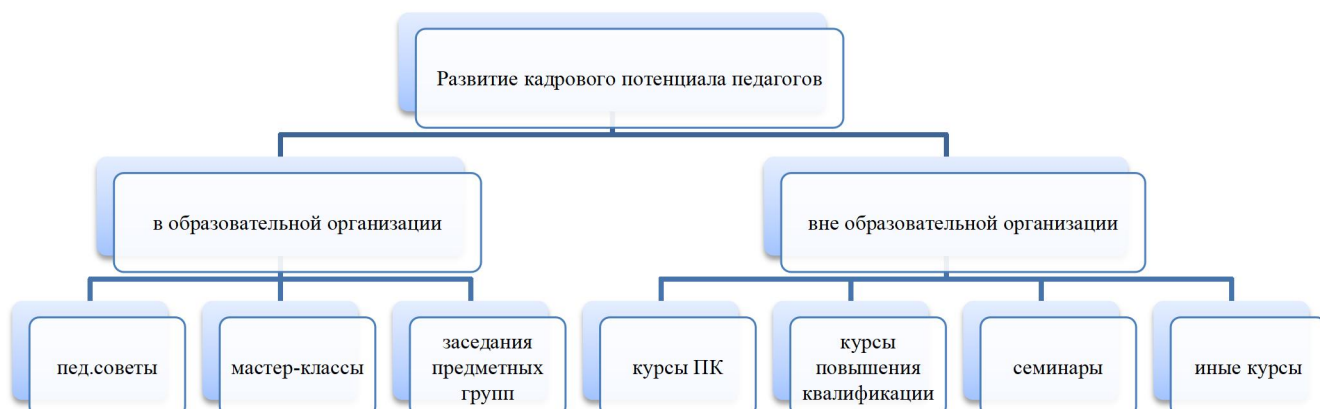 Развитие кадрового потенциала педагогов
в образовательной организации
вне образовательной организации
пед.советы
мастер-классы
заседания
предметных
групп
курсы ПК
курсы
повышения
квалификации
семинары
иные курсы